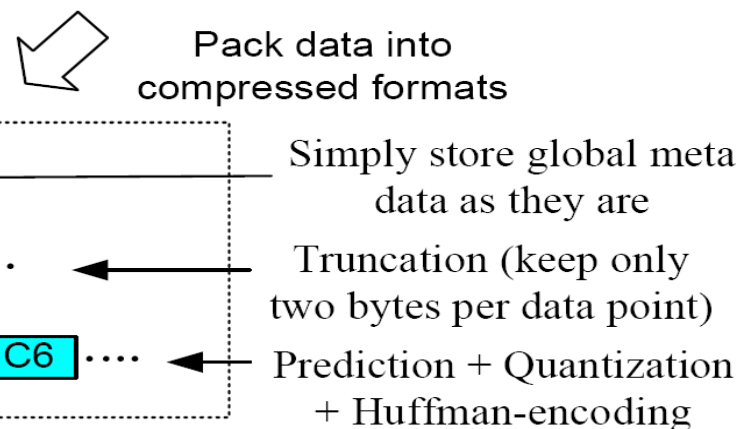 Pack data into
compressed formats
Simply store global meta
data as they are
Truncation (keep only
two bytes per data point)
C6 ....
Prediction + Quantization
+ Huffman-encoding